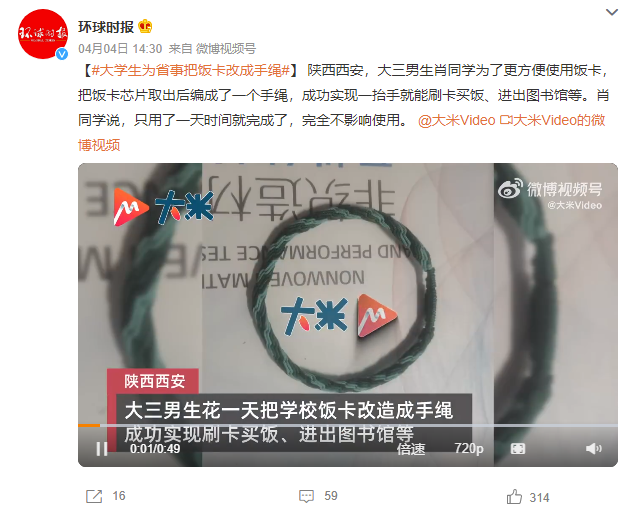 环球时报
环球时报
04月04日 14:30 来自 微博视频号
【#大学生为省事把饭卡改成手绳#】 陕西西安，大三男生肖同学为了更方便使用饭卡，
把饭卡芯片取出后编成了一个手绳，成功实现一抬手就能刷卡买饭、进出图书馆等。肖
同学说，只用了一天时间就完成了，完全不影响使用。 @大米Video 大米Video的微
博视频
大米
微博视频号
@大米Video
非织造材
AND PERFORMANCE TES
NONWOVEN MATE
大米
陕西西安
大三男生花一天把学校饭卡改造成手绳
成功实现刷卡买饭、进出图书馆等
0:01/0:49
倍速
720p
16
59
314